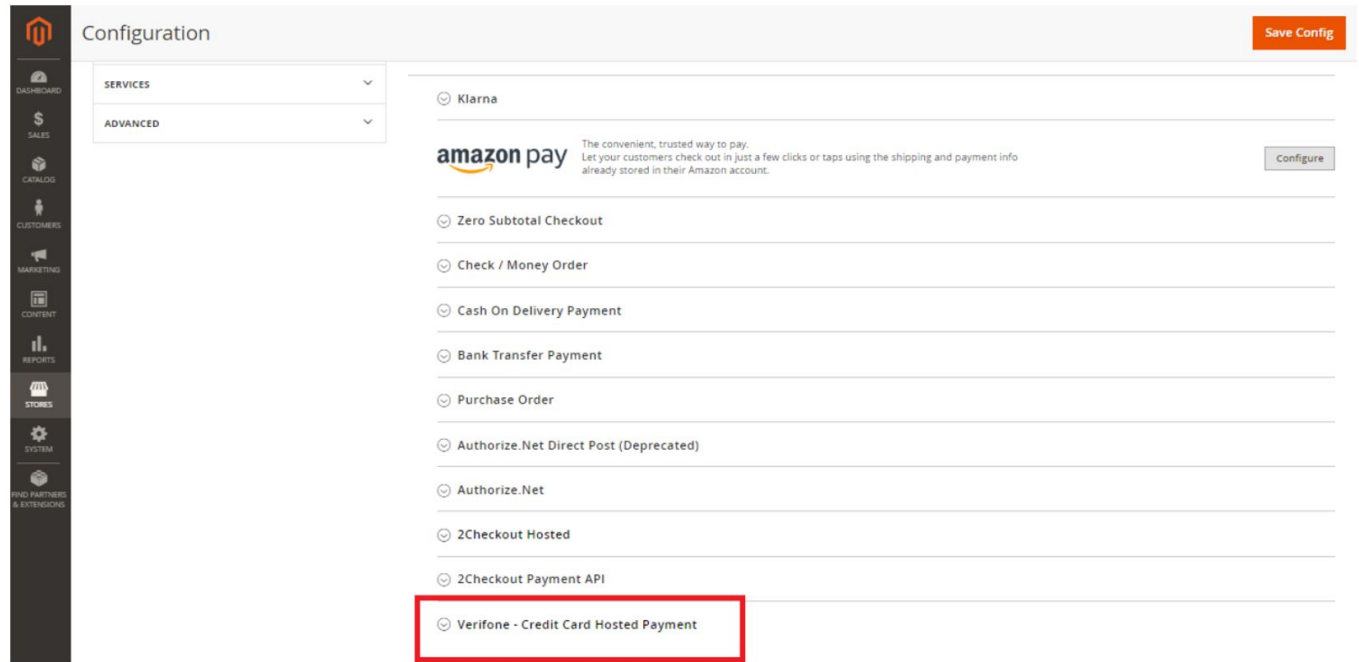 Configuration
Save Config
DASHBOARD
SALES
CATALOG
CUSTOMERS
MARKETING
CONTENT
REPORTS
STORES
SYSTEM
FIND PARTNERS
& EXTENSIONS
SERVICES
ADVANCED
Klarna
amazon pay
The convenient, trusted way to pay.
Let your customers check out in just a few clicks or taps using the shipping and payment info
already stored in their Amazon account.
Configure
Zero Subtotal Checkout
Check / Money Order
Cash On Delivery Payment
Bank Transfer Payment
Purchase Order
Authorize.Net Direct Post (Deprecated)
Authorize.Net
2Checkout Hosted
2Checkout Payment API
Verifone - Credit Card Hosted Payment